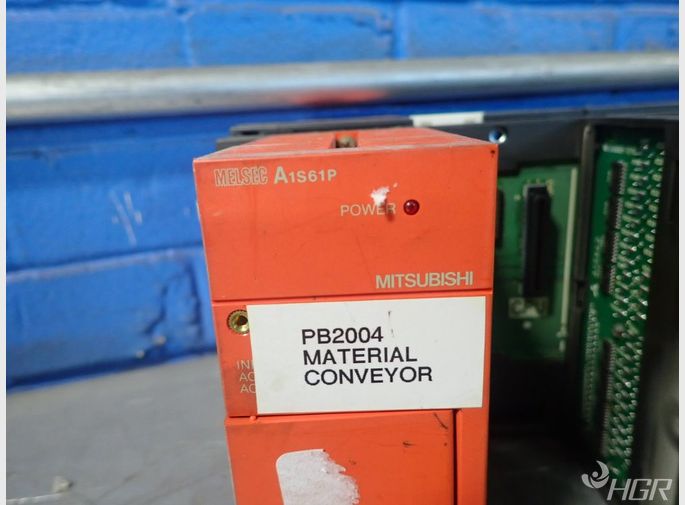 MELSEC A1S61P
POWER
MITSUBISHI
PB2004
MATERIAL
CONVEYOR
HGR